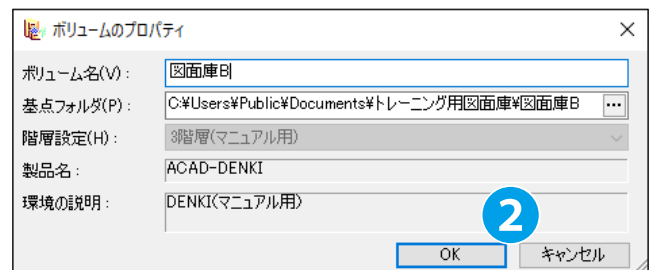 ボリュームのプロパティ
ボリューム名(V)： 図面庫B
基点フォルダ(P)： C:¥Users¥Public¥Documents¥トレーニング用図面庫¥図面庫B ...
階層設定(H)： 3階層(マニュアル用)
製品名： ACAD-DENKI
環境の説明： DENKI(マニュアル用)
2
OK キャンセル